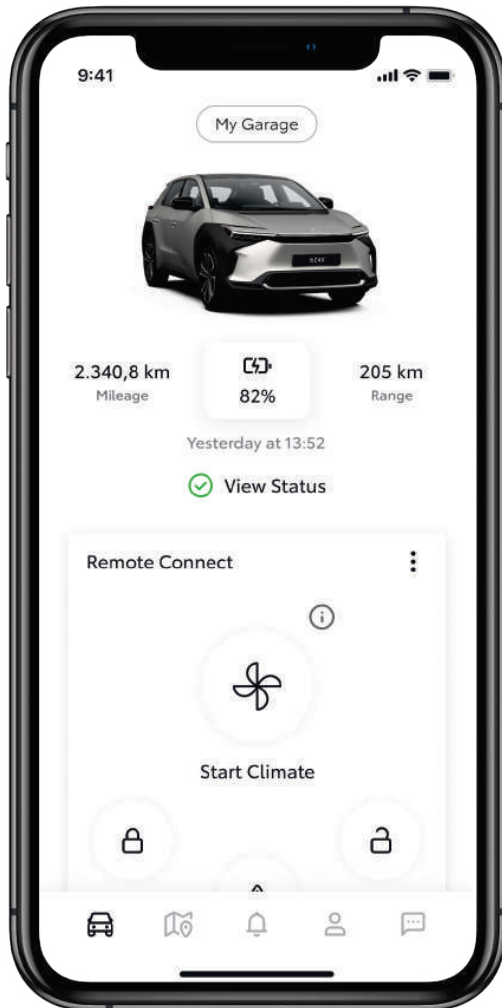 9:41
My Garage
bZ4X
2.340,8 km
Mileage
82%
205 km
Range
Yesterday at 13:52
View Status
Remote Connect
Start Climate